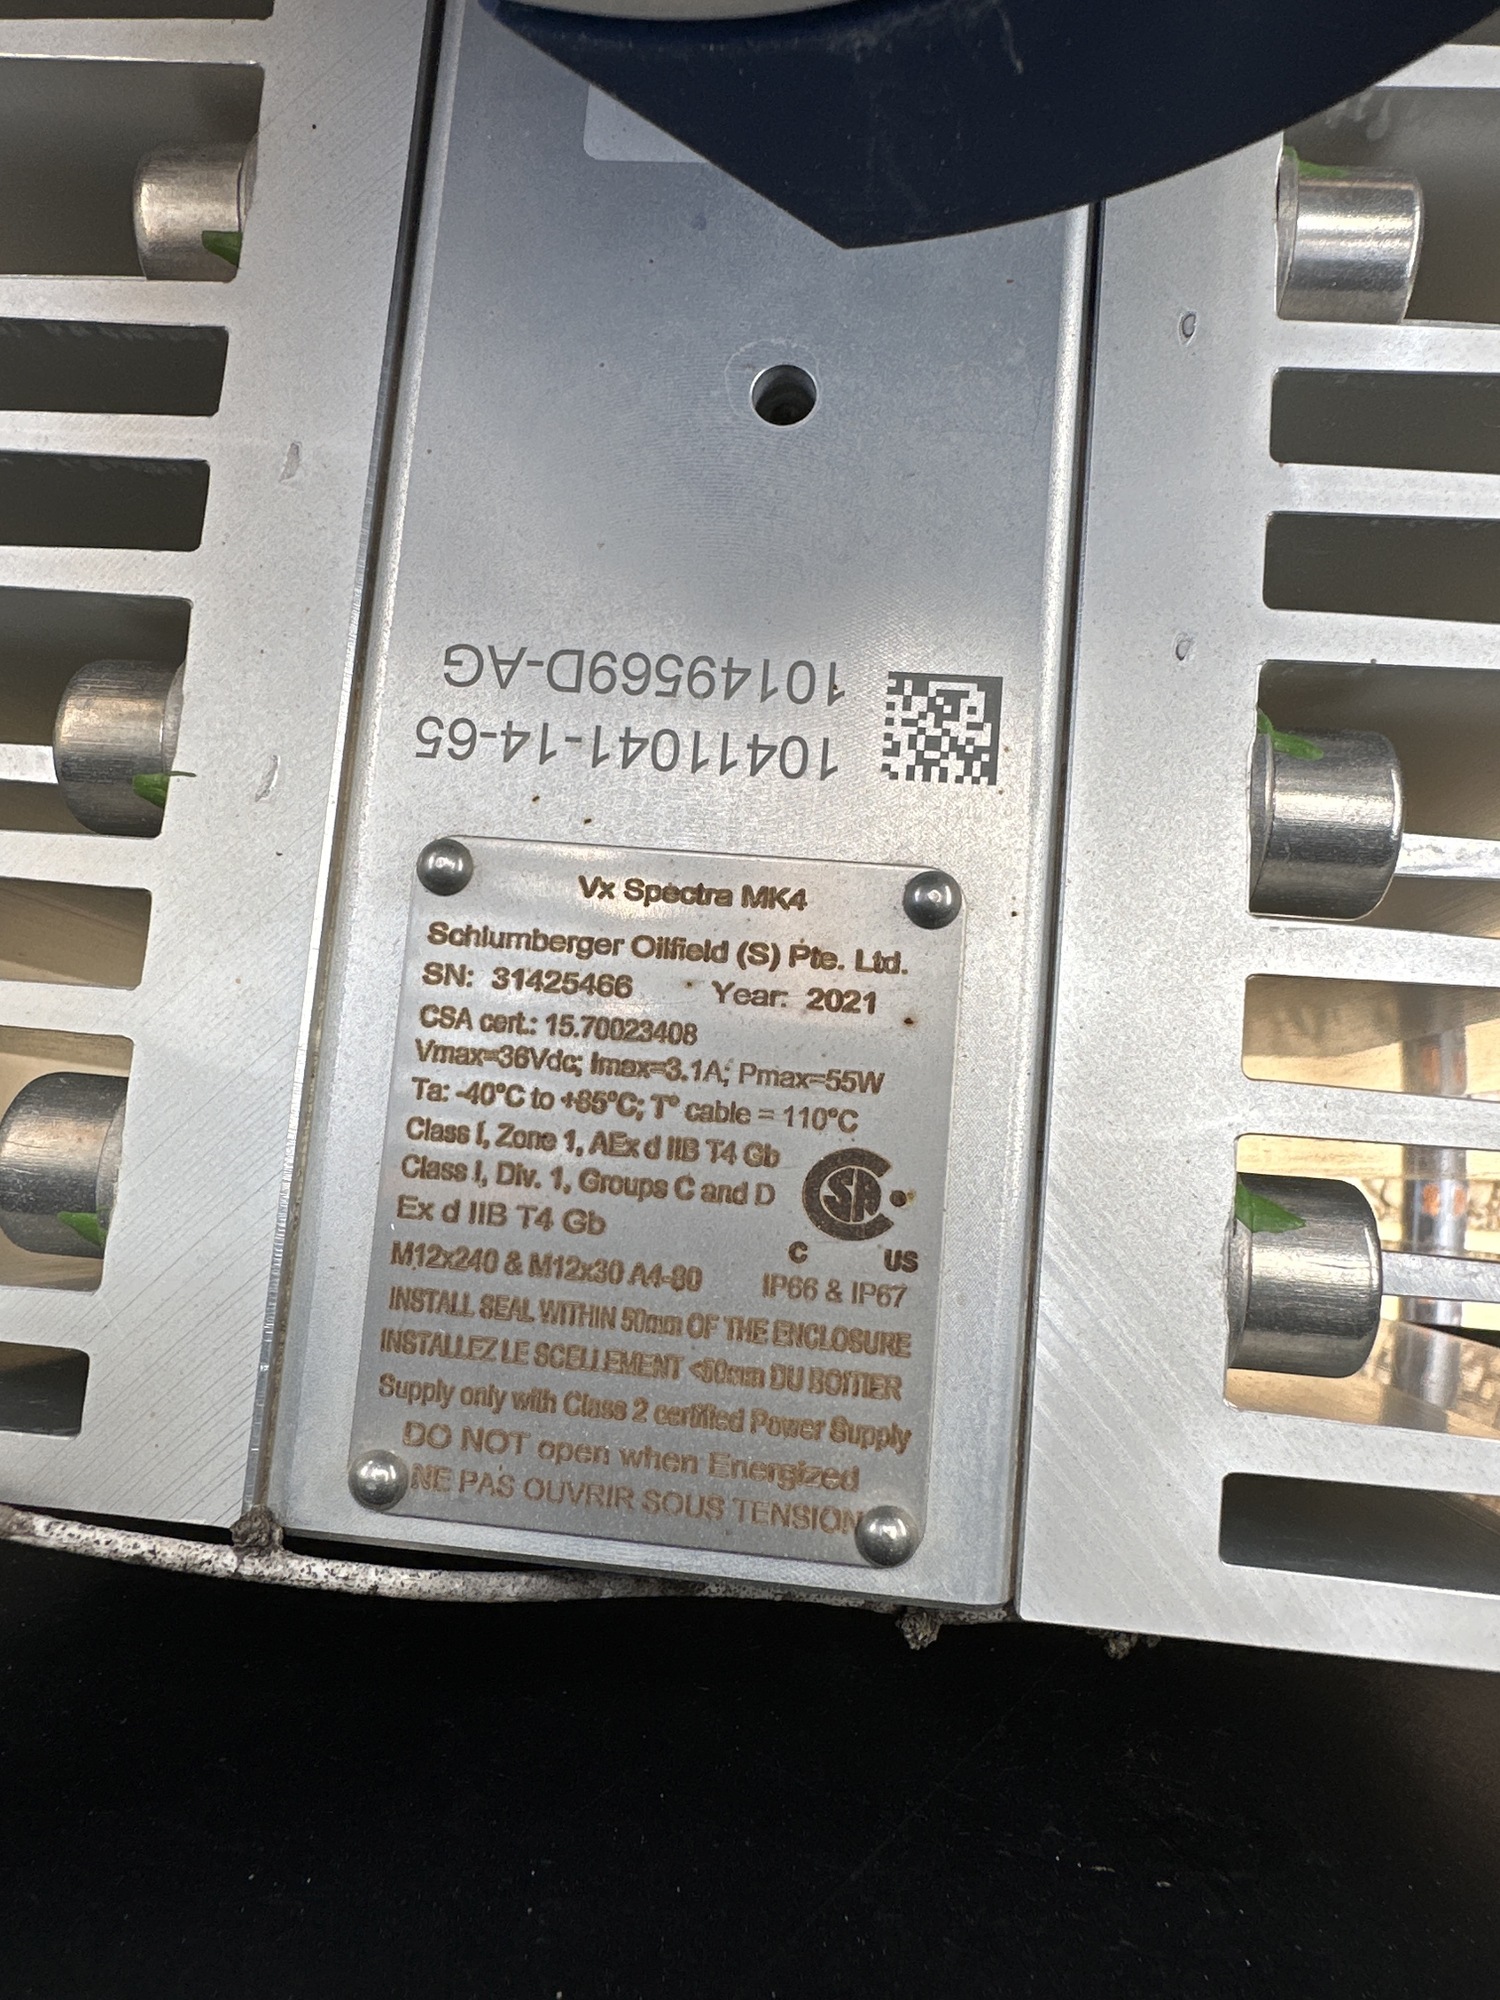 10149569D-AG
10411041-14-65
Vx Spectra MK4
Schlumberger Oilfield (S) Pte. Ltd.
SN: 31425466 Year: 2021
CSA cert.: 15.70023408
Vmax=36Vdc; Imax=3.1A; Pmax=55W
Ta: -40°C to +85°C; T° cable = 110°C
Class I, Zone 1, AEx d IIB T4 Gb
Class I, Div. 1, Groups C and D
Ex d IIB T4 Gb
CSA
C US
M12x240 & M12x30 A4-80 IP66 & IP67
INSTALL SEAL WITHIN 50mm OF THE ENCLOSURE
INSTALLEZ LE SCELLEMENT <50mm DU BOITIER
Supply only with Class 2 certified Power Supply
DO NOT open when Energized
NE PAS OUVRIR SOUS TENSION